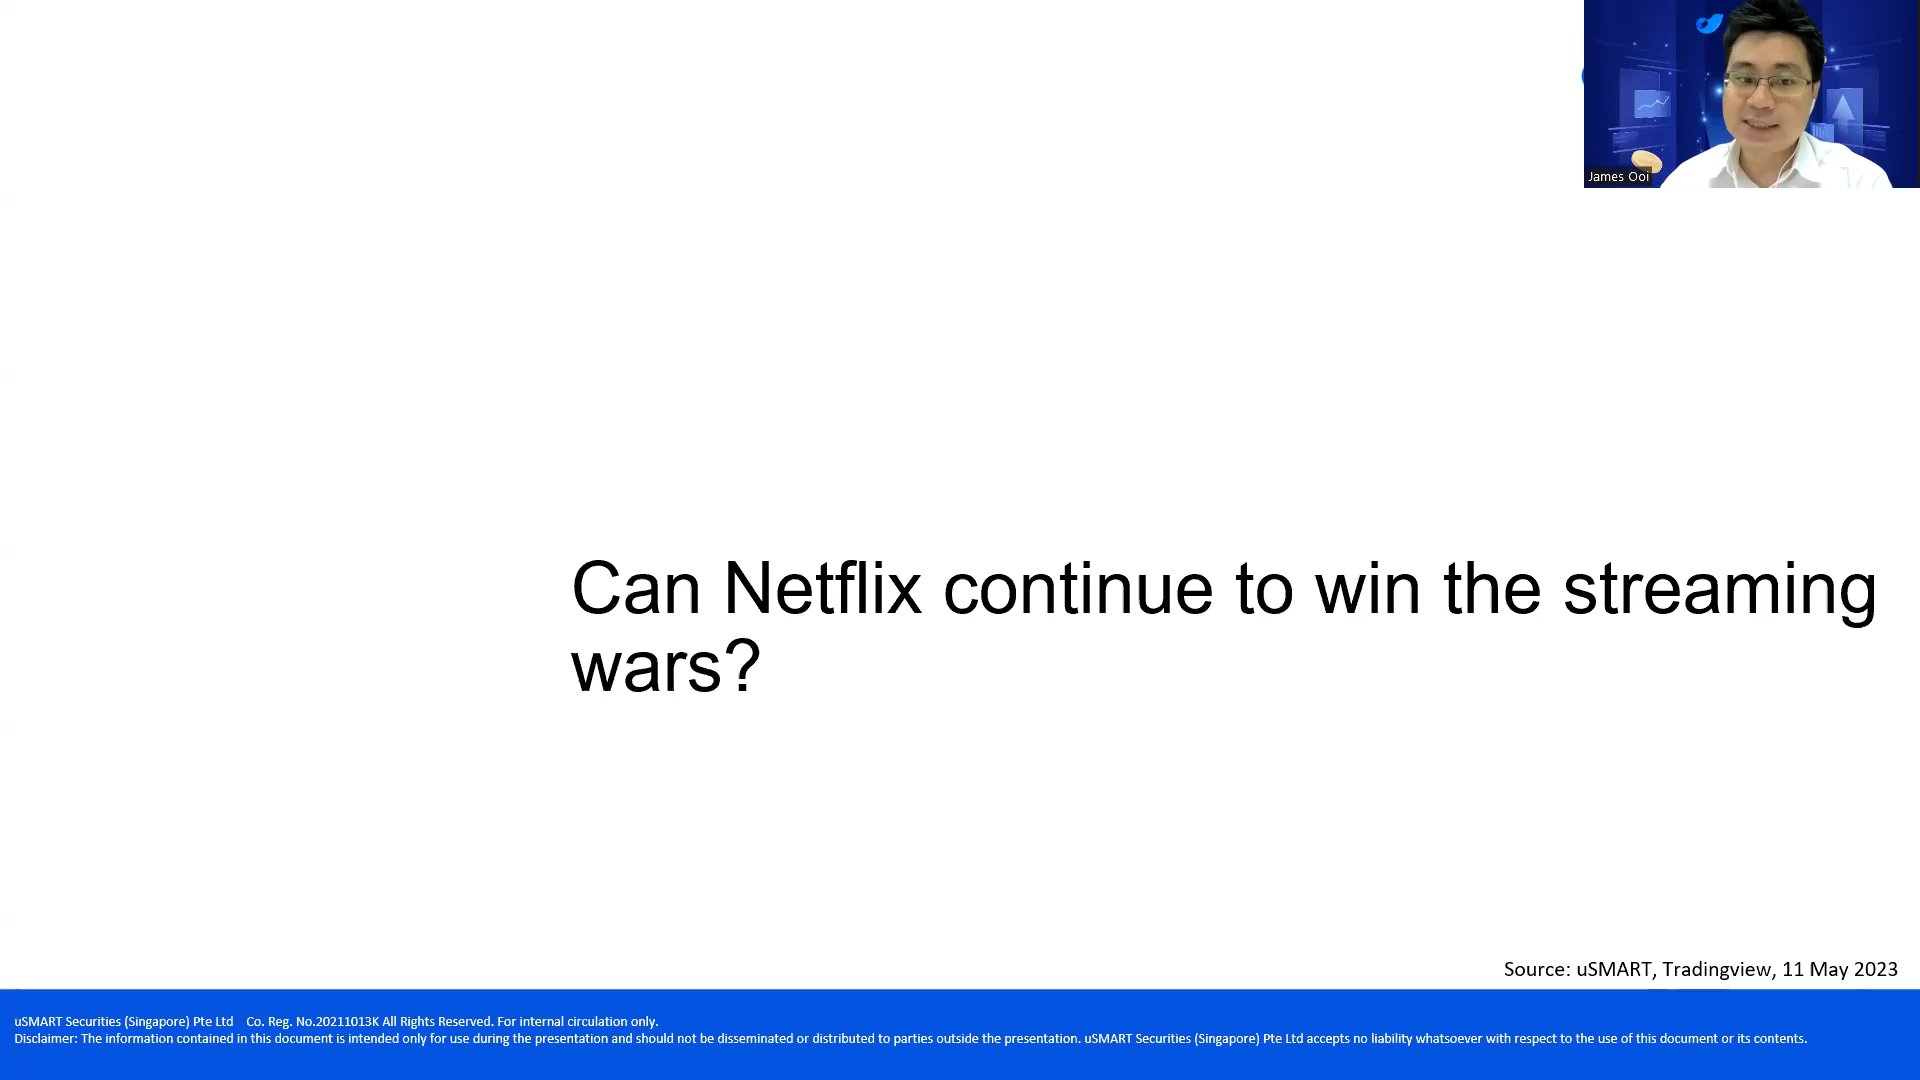 James Ooi
Can Netflix continue to win the streaming
wars?
Source: uSMART, Tradingview, 11 May 2023
uSMART Securities (Singapore) Pte Ltd    Co. Reg. No.20211013K All Rights Reserved. For internal circulation only.
Disclaimer: The information contained in this document is intended only for use during the presentation and should not be disseminated or distributed to parties outside the presentation. uSMART Securities (Singapore) Pte Ltd accepts no liability whatsoever with respect to the use of this document or its contents.